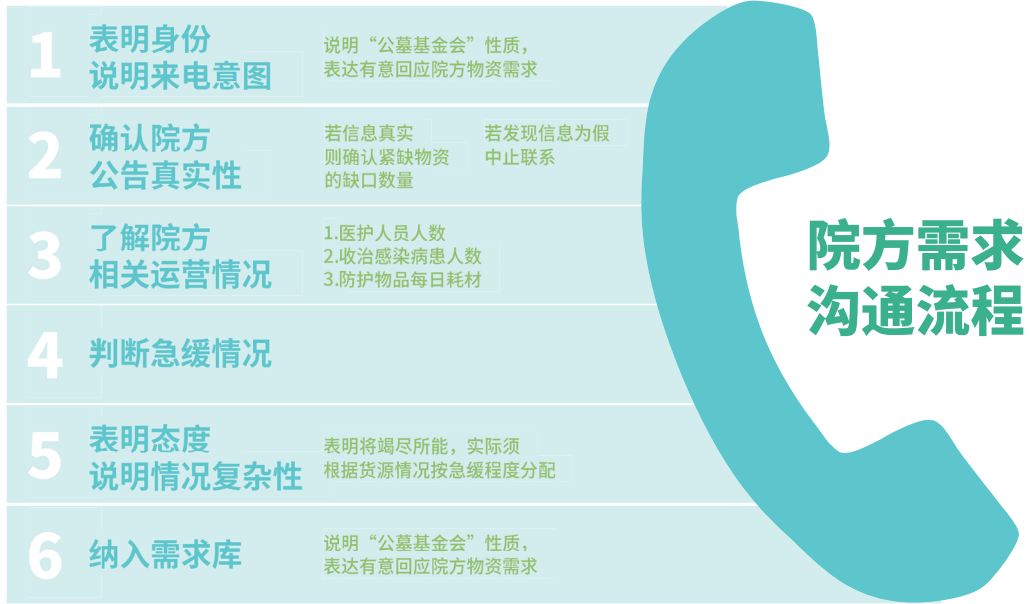 1
表明身份
说明来电意图
说明“公墓基金会”性质，
表达有意回应院方物资需求
2
确认院方
公告真实性
若信息真实
则确认紧缺物资
的缺口数量
若发现信息为假
中止联系
3
了解院方
相关运营情况
1.医护人员人数
2.收治感染病患人数
3.防护物品每日耗材
4
判断急缓情况
5
表明态度
说明情况复杂性
表明将竭尽所能，实际须
根据货源情况按急缓程度分配
6
纳入需求库
说明“公墓基金会”性质，
表达有意回应院方物资需求
院方需求
沟通流程